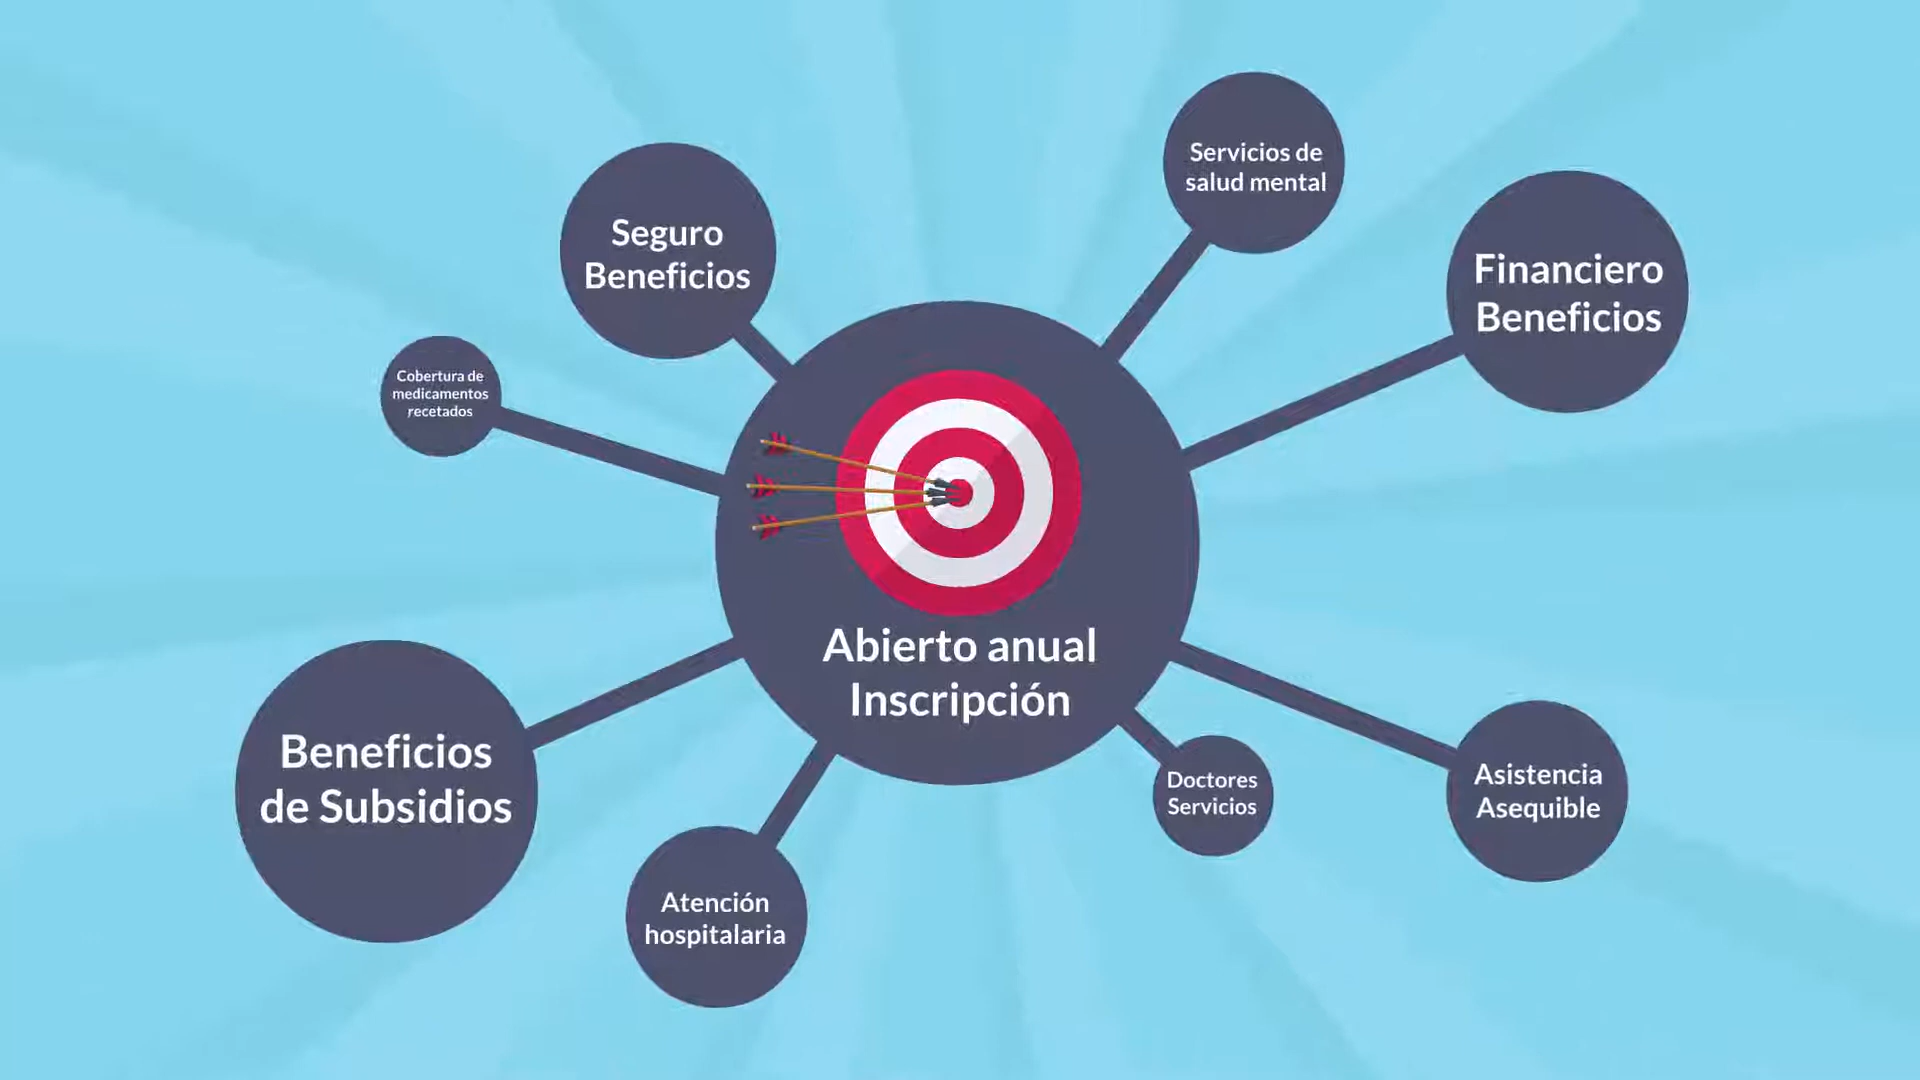 Servicios de
salud mental
Seguro
Beneficios
Financiero
Beneficios
Cobertura de
medicamentos
recetados
Abierto anual
Inscripción
Beneficios
de Subsidios
Doctores
Servicios
Asistencia
Asequible
Atención
hospitalaria